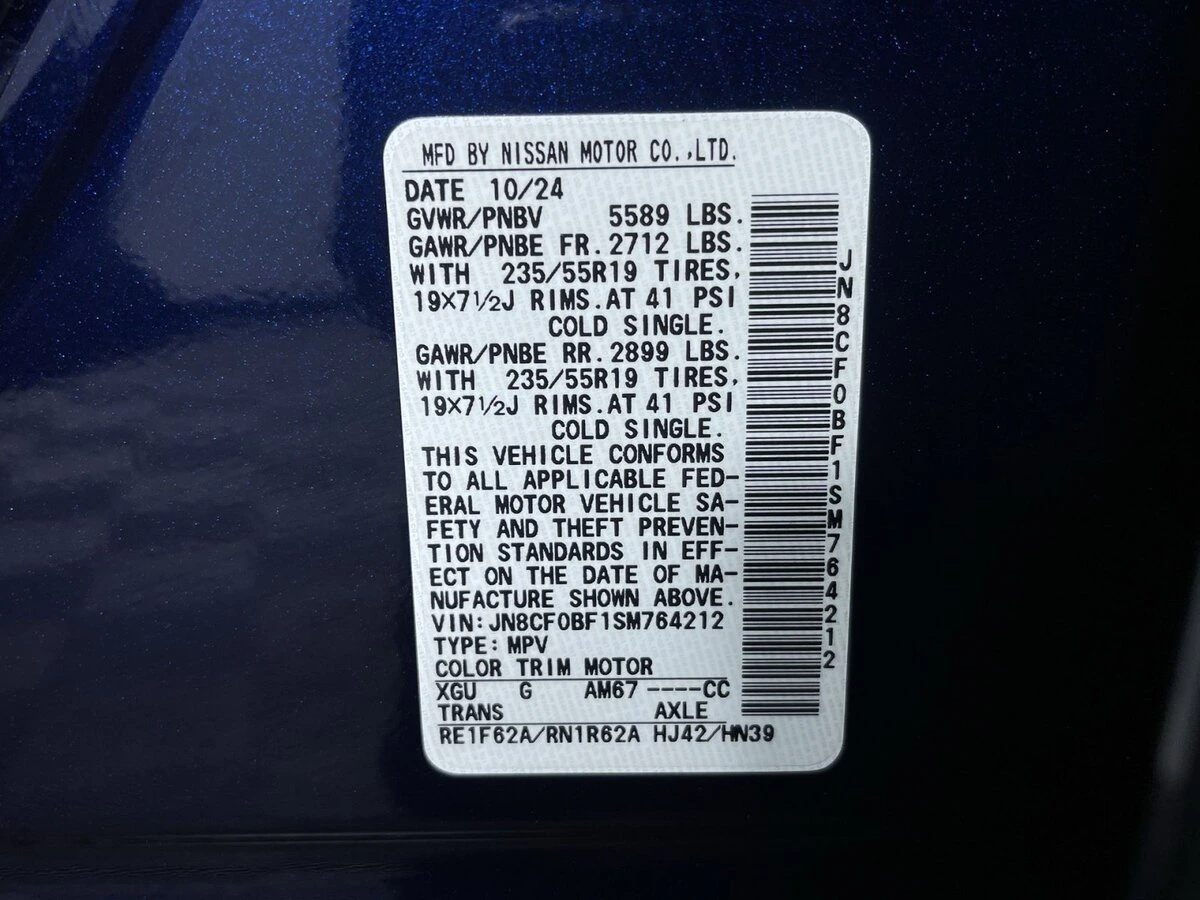 MFD BY NISSAN MOTOR CO.,LTD.
DATE 10/24
GVWR/PNBV 5589 LBS.
GAWR/PNBE FR. 2712 LBS.
WITH 235/55R19 TIRES,
19×7½J RIMS.AT 41 PSI
COLD SINGLE.
GAWR/PNBE RR. 2899 LBS.
WITH 235/55R19 TIRES,
19×7½J RIMS.AT 41 PSI
COLD SINGLE.
THIS VEHICLE CONFORMS
TO ALL APPLICABLE FED-
ERAL MOTOR VEHICLE SA-
FETY AND THEFT PREVEN-
TION STANDARDS IN EFF-
ECT ON THE DATE OF MA-
NUFACTURE SHOWN ABOVE.
VIN:JN8CF0BF1SM764212
TYPE:MPV
COLOR TRIM MOTOR
XGU G AM67 ----CC
TRANS AXLE
RE1F62A/RN1R62A HJ42/HN39
JN8CF0BF1SM764212